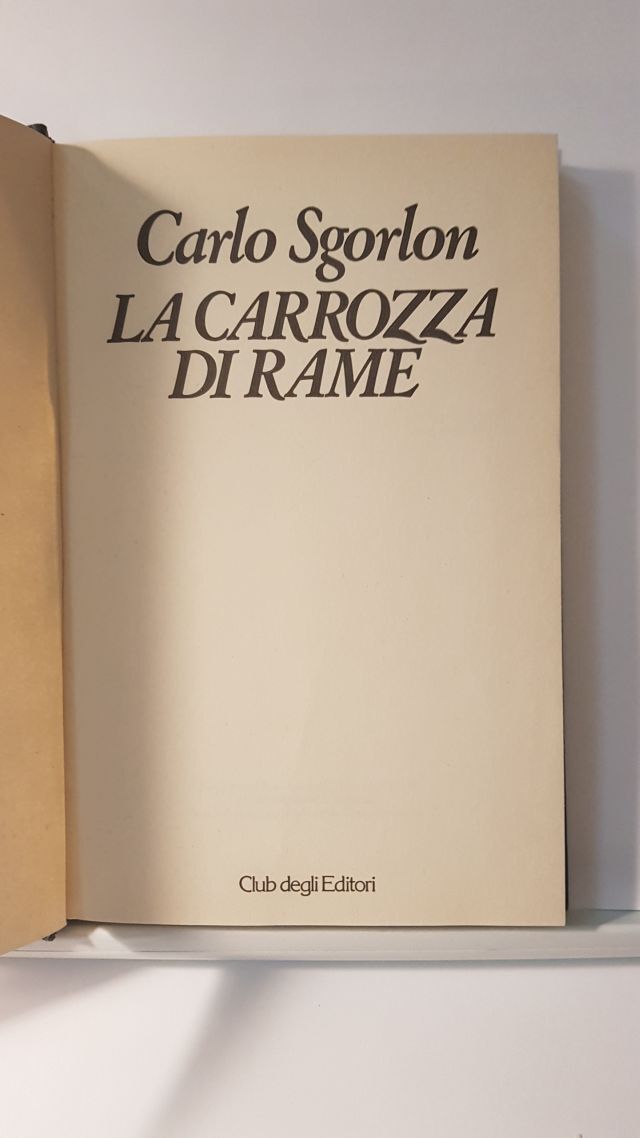 Carlo Sgorlon
LA CARROZZA
DI RAME
Club degli Editori